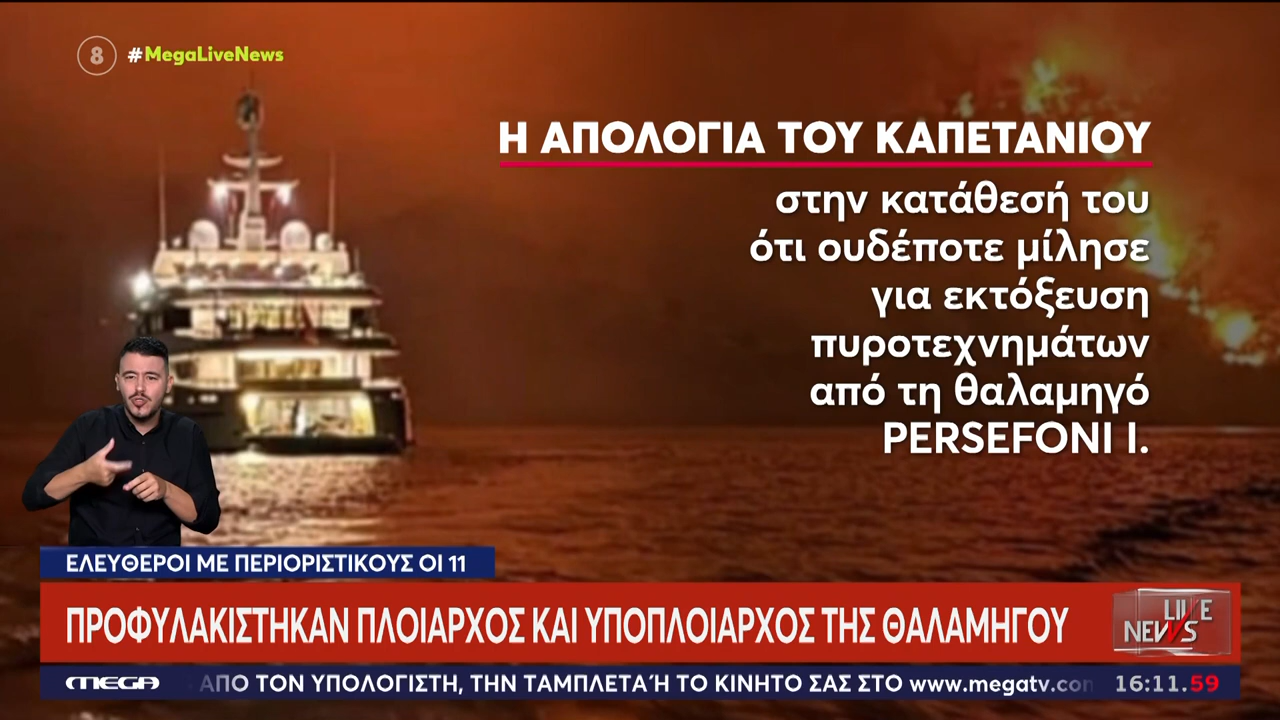 8 #MegaLiveNews
Η ΑΠΟΛΟΓΙΑ ΤΟΥ ΚΑΠΕΤΑΝΙΟΥ
στην κατάθεσή του
ότι ουδέποτε μίλησε
για εκτόξευση
πυροτεχνημάτων
από τη θαλαμηγό
PERSEFONI I.
ΕΛΕΥΘΕΡΟΙ ΜΕ ΠΕΡΙΟΡΙΣΤΙΚΟΥΣ ΟΙ 11
ΠΡΟΦΥΛΑΚΙΣΤΗΚΑΝ ΠΛΟΙΑΡΧΟΣ ΚΑΙ ΥΠΟΠΛΟΙΑΡΧΟΣ ΤΗΣ ΘΑΛΑΜΗΓΟΥ
LIVE
NEWS
MEGA ΑΠΟ ΤΟΝ ΥΠΟΛΟΓΙΣΤΗ, ΤΗΝ ΤΑΜΠΛΕΤΑ Ή ΤΟ ΚΙΝΗΤΟ ΣΑΣ ΣΤΟ www.megatv.con 16:11.59